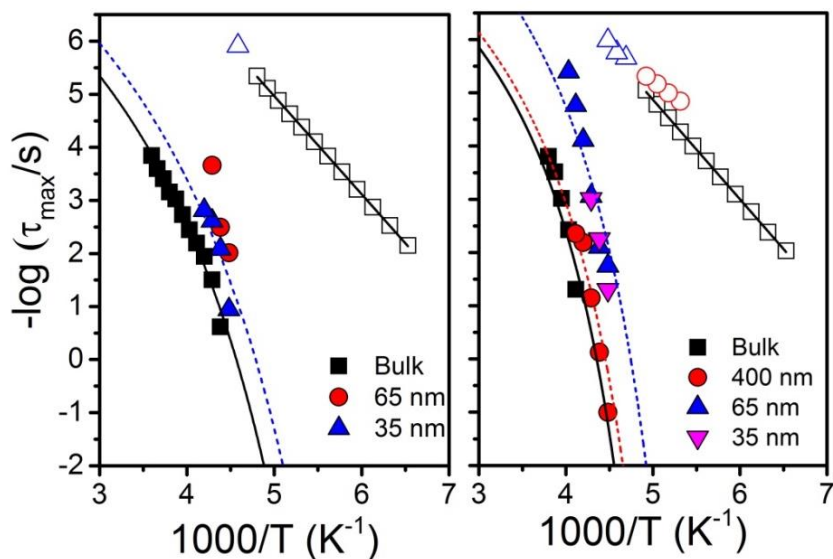 -log (τmax/s)
-6
-5
-4
-3
-2
-1
-0
-1
-2
3 4 5 6 7
1000/T (K-1)
Bulk
65 nm
35 nm
3 4 5 6 7
1000/T (K-1)
Bulk
400 nm
65 nm
35 nm